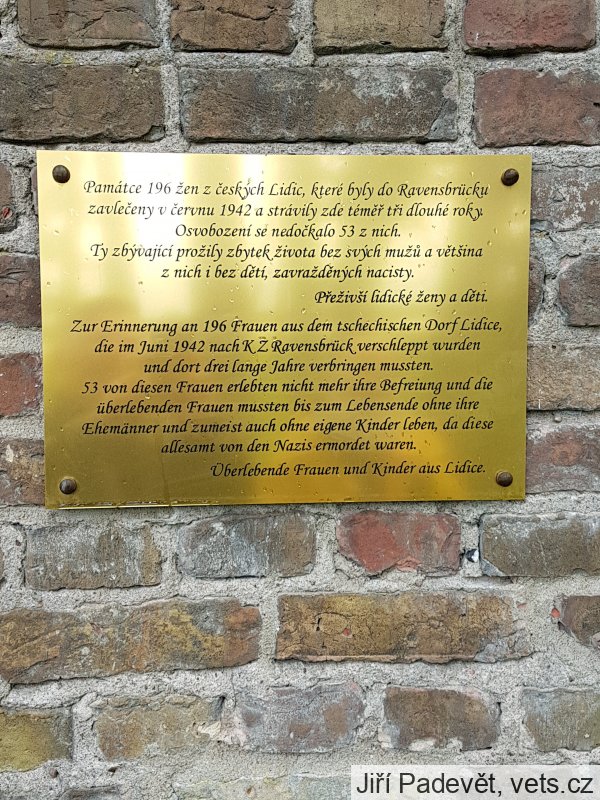 Památce 196 žen z českých Lidic, které byly do Ravensbrücku
zavlečeny v červnu 1942 a strávily zde téměř tři dlouhé roky.
Osvobození se nedočkalo 53 z nich.
Ty zbývající prožily zbytek života bez svých mužů a většina
z nich i bez dětí, zavražděných nacisty.
Přeživší lidické ženy a děti.
Zur Erinnerung an 196 Frauen aus dem tschechischen Dorf Lidice,
die im Juni 1942 nach K Z Ravensbrück verschleppt wurden
und dort drei lange Jahre verbringen mussten.
53 von diesen Frauen erlebten nicht mehr ihre Befreiung und die
überlebenden Frauen mussten bis zum Lebensende ohne ihre
Ehemänner und zumeist auch ohne eigene Kinder leben, da diese
allesamt von den Nazis ermordet waren.
Überlebende Frauen und Kinder aus Lidice.
Jiří Padevět, vets.cz